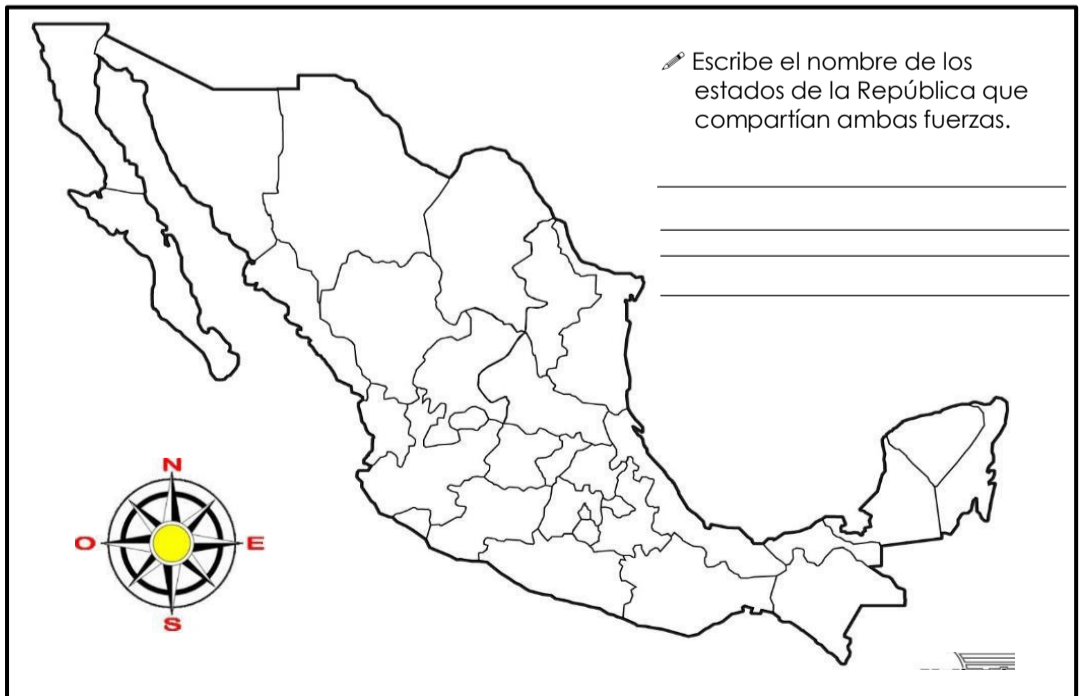 Escribe el nombre de los
estados de la República que
compartían ambas fuerzas.
N
O
E
S